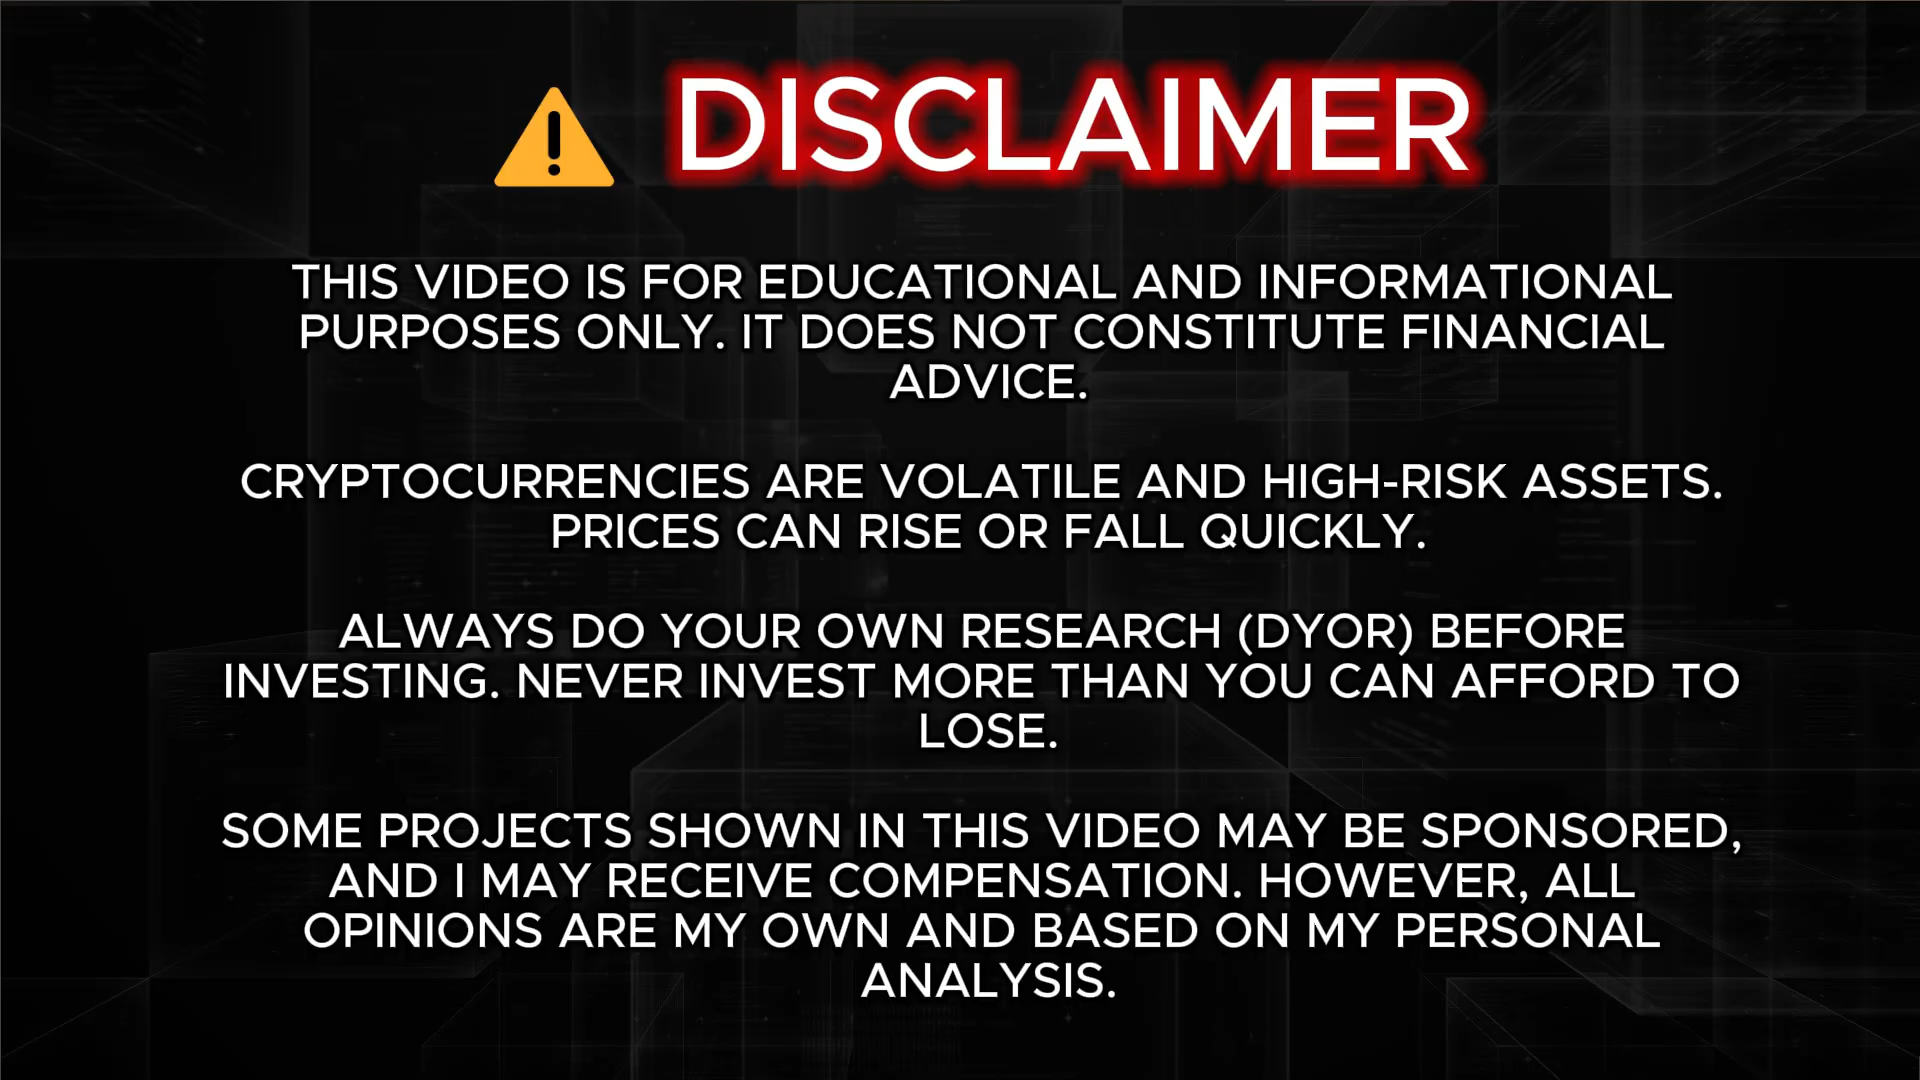 DISCLAIMER
THIS VIDEO IS FOR EDUCATIONAL AND INFORMATIONAL
PURPOSES ONLY. IT DOES NOT CONSTITUTE FINANCIAL
ADVICE.
CRYPTOCURRENCIES ARE VOLATILE AND HIGH-RISK ASSETS.
PRICES CAN RISE OR FALL QUICKLY.
ALWAYS DO YOUR OWN RESEARCH (DYOR) BEFORE
INVESTING. NEVER INVEST MORE THAN YOU CAN AFFORD TO
LOSE.
SOME PROJECTS SHOWN IN THIS VIDEO MAY BE SPONSORED,
AND I MAY RECEIVE COMPENSATION. HOWEVER, ALL
OPINIONS ARE MY OWN AND BASED ON MY PERSONAL
ANALYSIS.